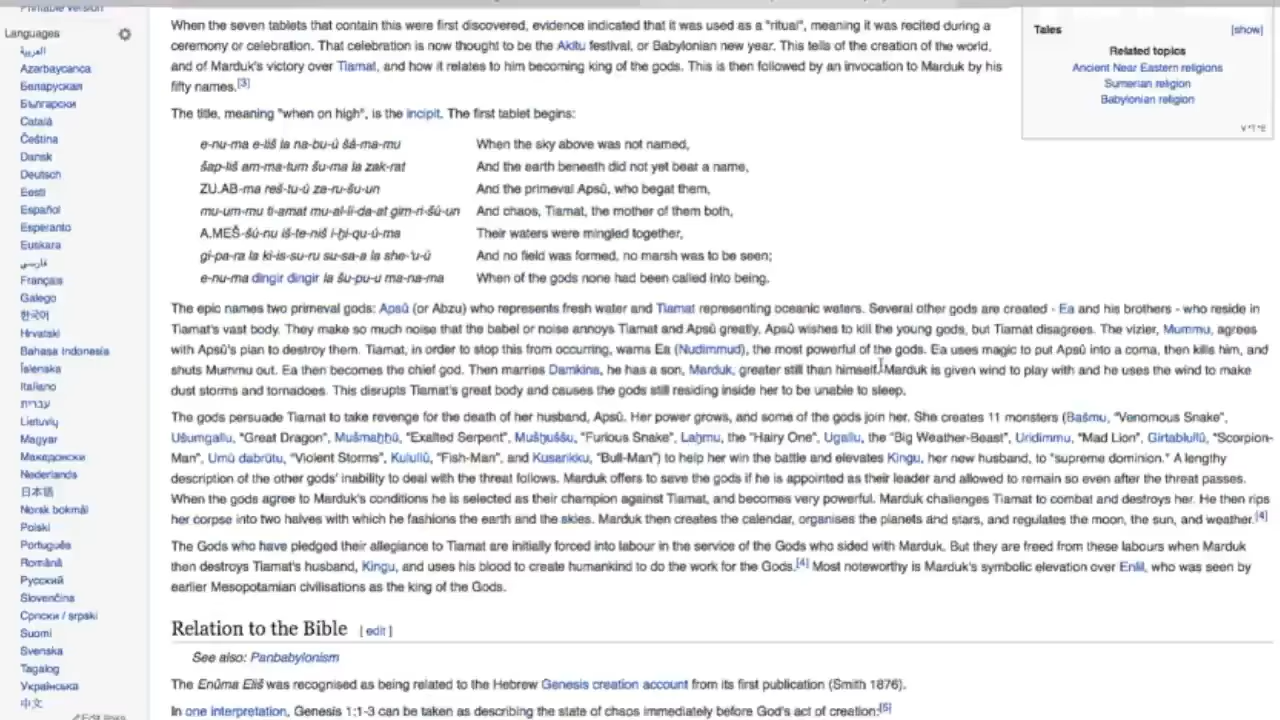 Printable version
Languages
العربية
Azərbaycanca
Беларуская
Български
Català
Čeština
Dansk
Deutsch
Eesti
Español
Esperanto
Euskara
فارسی
Français
Galego
한국어
Hrvatski
Bahasa Indonesia
Íslenska
Italiano
עברית
Lietuvių
Magyar
Македонски
Nederlands
日本語
Norsk bokmål
Polski
Português
Română
Русский
Slovenčina
Српски / srpski
Suomi
Svenska
Tagalog
Українська
中文
Edit links
When the seven tablets that contain this were first discovered, evidence indicated that it was used as a "ritual", meaning it was recited during a
ceremony or celebration. That celebration is now thought to be the Akitu festival, or Babylonian new year. This tells of the creation of the world,
and of Marduk's victory over Tiamat, and how it relates to him becoming king of the gods. This is then followed by an invocation to Marduk by his
fifty names.[3]
The title, meaning "when on high", is the incipit. The first tablet begins:
e-nu-ma e-liš la na-bu-ú šá-ma-mu When the sky above was not named,
šap-liš am-ma-tum šu-ma la zak-rat And the earth beneath did not yet bear a name,
ZU.AB-ma reš-tu-ú za-ru-šu-un And the primeval Apsû, who begat them,
mu-um-mu ti-amat mu-al-li-da-at gim-ri-šú-un And chaos, Tiamat, the mother of them both,
A.MEŠ-šú-nu iš-te-niš i-ḫi-qu-ú-ma Their waters were mingled together,
gi-pa-ra la ki-is-su-ru su-sa-a la she-'u-ú And no field was formed, no marsh was to be seen;
e-nu-ma dingir dingir la šu-pu-u ma-na-ma When of the gods none had been called into being.
The epic names two primeval gods: Apsû (or Abzu) who represents fresh water and Tiamat representing oceanic waters. Several other gods are created - Ea and his brothers - who reside in
Tiamat's vast body. They make so much noise that the babel or noise annoys Tiamat and Apsû greatly. Apsû wishes to kill the young gods, but Tiamat disagrees. The vizier, Mummu, agrees
with Apsû's plan to destroy them. Tiamat, in order to stop this from occurring, warns Ea (Nudimmud), the most powerful of the gods. Ea uses magic to put Apsû into a coma, then kills him, and
shuts Mummu out. Ea then becomes the chief god. Then marries Damkina, he has a son, Marduk, greater still than himself. Marduk is given wind to play with and he uses the wind to make
dust storms and tornadoes. This disrupts Tiamat's great body and causes the gods still residing inside her to be unable to sleep.
The gods persuade Tiamat to take revenge for the death of her husband, Apsû. Her power grows, and some of the gods join her. She creates 11 monsters (Bašmu, "Venomous Snake",
Ušumgallu, "Great Dragon", Mušmaḫḫū, "Exalted Serpent", Mušḫuššu, "Furious Snake", Laḫmu, the "Hairy One", Ugallu, the "Big Weather-Beast", Uridimmu, "Mad Lion", Girtablullû, "Scorpion-
Man", Umū dabrūtu, "Violent Storms", Kulullû, "Fish-Man", and Kusarikku, "Bull-Man") to help her win the battle and elevates Kingu, her new husband, to "supreme dominion." A lengthy
description of the other gods' inability to deal with the threat follows. Marduk offers to save the gods if he is appointed as their leader and allowed to remain so even after the threat passes.
When the gods agree to Marduk's conditions he is selected as their champion against Tiamat, and becomes very powerful. Marduk challenges Tiamat to combat and destroys her. He then rips
her corpse into two halves with which he fashions the earth and the skies. Marduk then creates the calendar, organises the planets and stars, and regulates the moon, the sun, and weather.[4]
The Gods who have pledged their allegiance to Tiamat are initially forced into labour in the service of the Gods who sided with Marduk. But they are freed from these labours when Marduk
then destroys Tiamat's husband, Kingu, and uses his blood to create humankind to do the work for the Gods.[4] Most noteworthy is Marduk's symbolic elevation over Enlil, who was seen by
earlier Mesopotamian civilisations as the king of the Gods.
Relation to the Bible [ edit ]
See also: Panbabylonism
The Enûma Eliš was recognised as being related to the Hebrew Genesis creation account from its first publication (Smith 1876).
In one interpretation, Genesis 1:1-3 can be taken as describing the state of chaos immediately before God's act of creation:[5]
Tales [show]
Related topics
Ancient Near Eastern religions
Sumerian religion
Babylonian religion
V·T·E